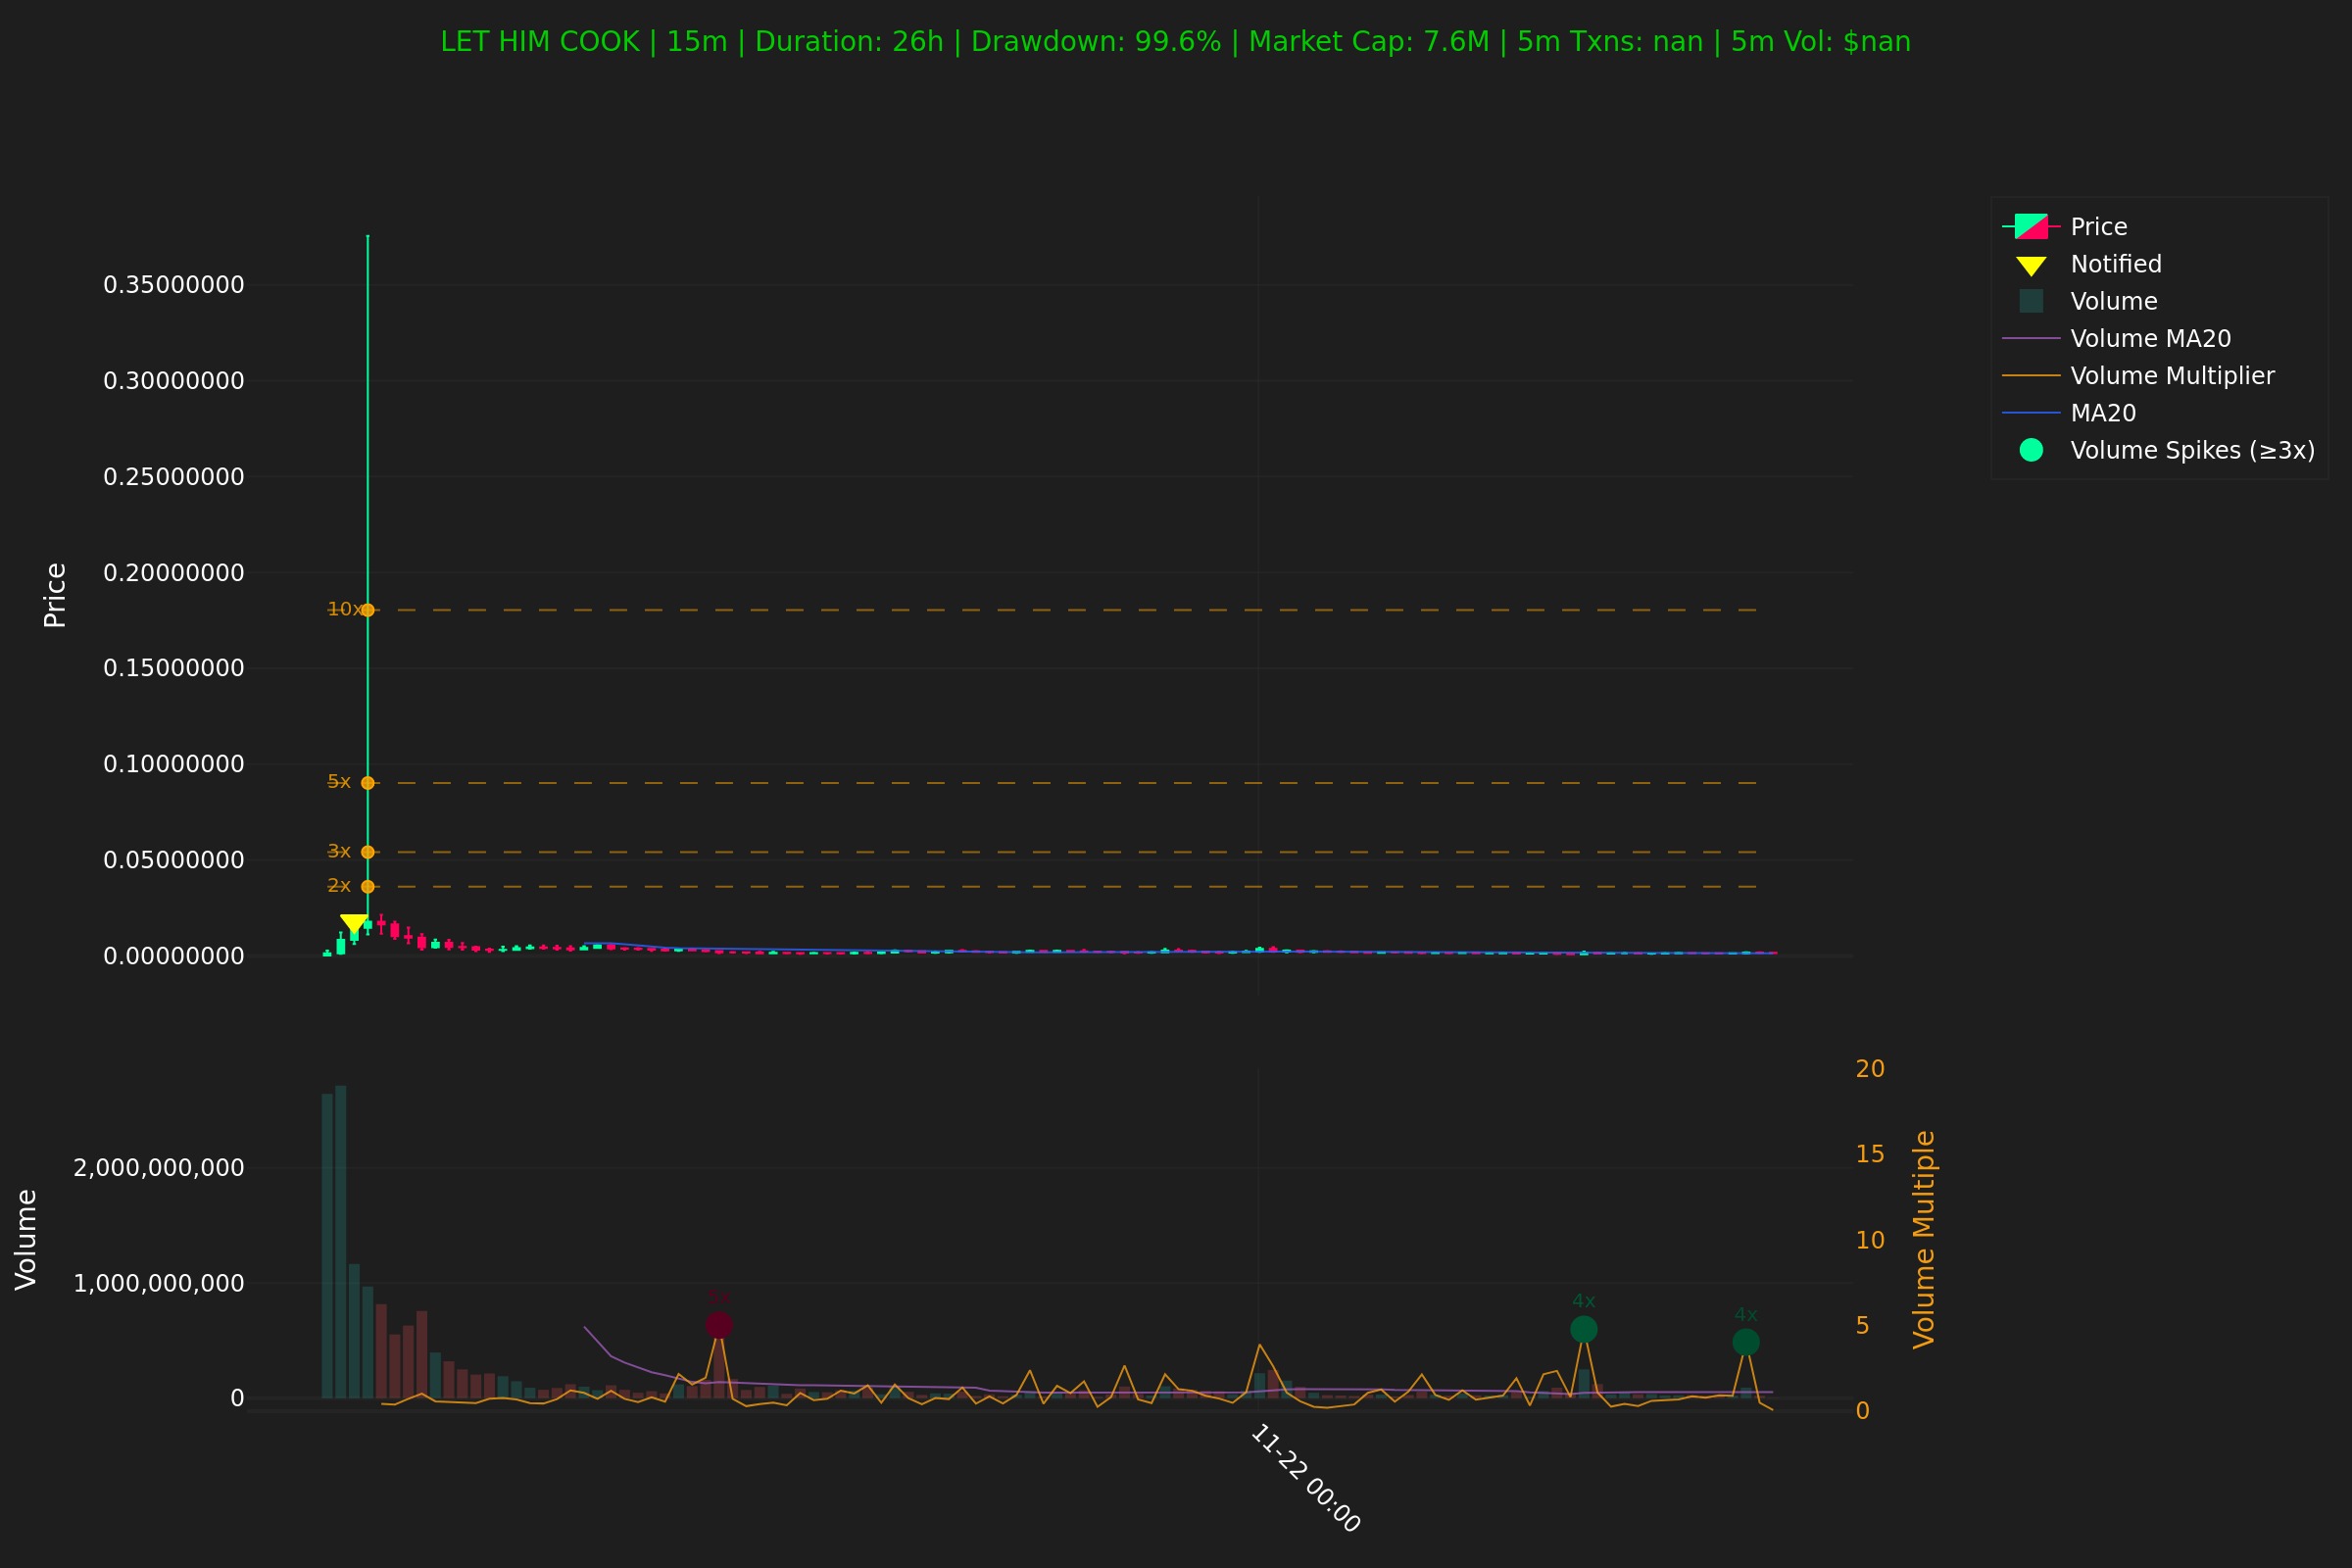 LET HIM COOK | 15m | Duration: 26h | Drawdown: 99.6% | Market Cap: 7.6M | 5m Txns: nan | 5m Vol: $nan
Price
Notified
Volume
Volume MA20
Volume Multiplier
MA20
Volume Spikes (≥3x)
Price
0.35000000
0.30000000
0.25000000
0.20000000
0.15000000
0.10000000
0.05000000
0.00000000
10x
5x
3x
2x
Volume
2,000,000,000
1,000,000,000
0
5x
4x
4x
20
15
10
5
0
Volume Multiple
11-22 00:00